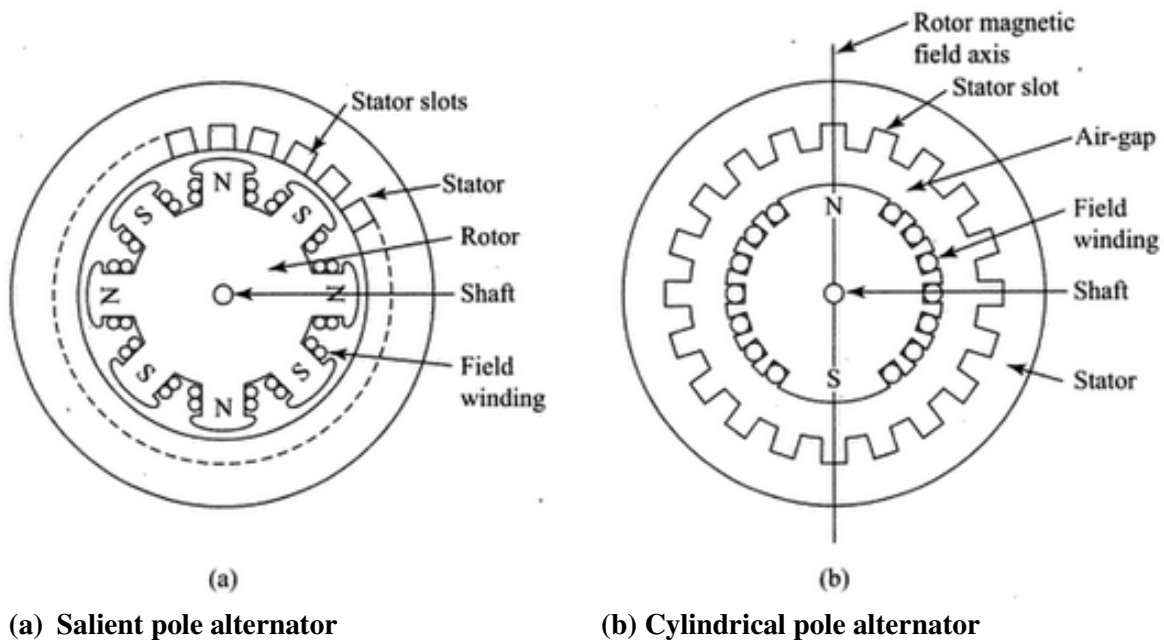 Stator slots
Stator
Rotor
Shaft
Field
winding
N
S
N
S
N
S
N
S
(a)
Rotor magnetic
field axis
Stator slot
Air-gap
Field
winding
Shaft
Stator
N
S
(b)
(a) Salient pole alternator
(b) Cylindrical pole alternator